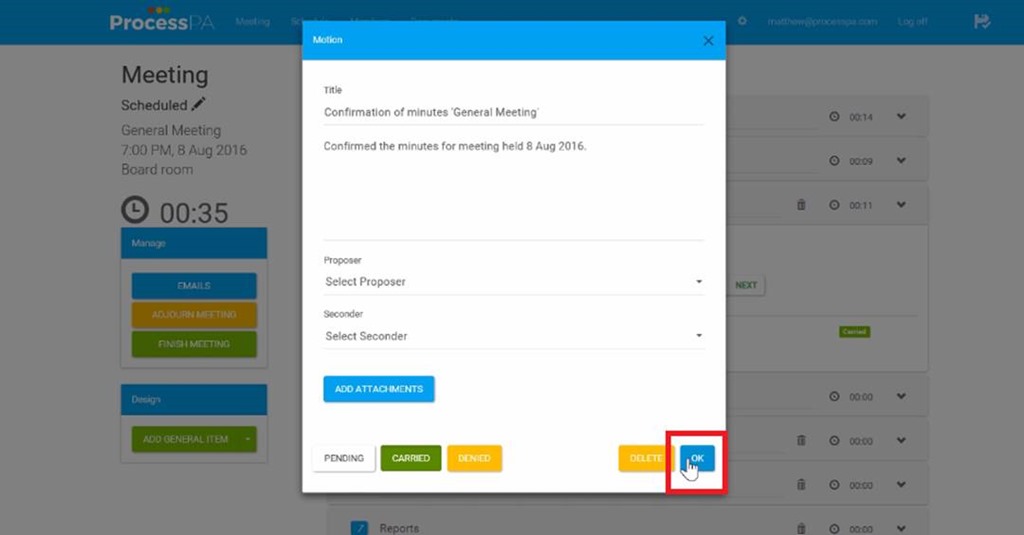 ProcessPA
Meeting
matthew@processpa.com
Log off
Meeting
Scheduled
General Meeting
7:00 PM, 8 Aug 2016
Board room
00:35
Manage
EMAILS
ADJOURN MEETING
FINISH MEETING
Design
ADD GENERAL ITEM
Motion
Title
Confirmation of minutes 'General Meeting'
Confirmed the minutes for meeting held 8 Aug 2016.
Proposer
Select Proposer
Seconder
Select Seconder
ADD ATTACHMENTS
PENDING
CARRIED
DENIED
DELETE
OK
00:14
00:09
00:11
NEXT
Carried
00:00
00:00
00:00
7
Reports
00:00